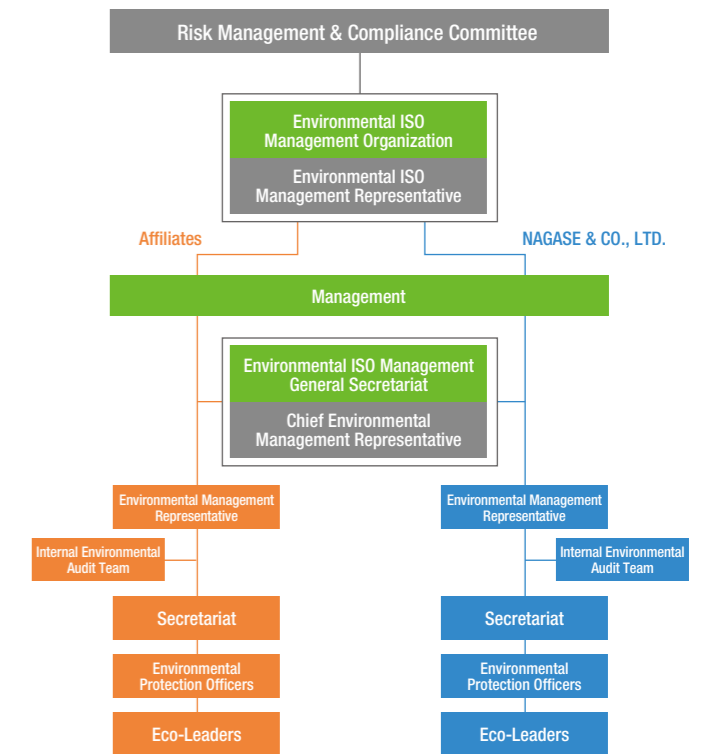 Risk Management & Compliance Committee
Environmental ISO
Management Organization
Environmental ISO
Management Representative
Affiliates
NAGASE & CO., LTD.
Management
Environmental ISO Management
General Secretariat
Chief Environmental
Management Representative
Environmental Management
Representative
Environmental Management
Representative
Internal Environmental
Audit Team
Internal Environmental
Audit Team
Secretariat
Secretariat
Environmental
Protection Officers
Environmental
Protection Officers
Eco-Leaders
Eco-Leaders